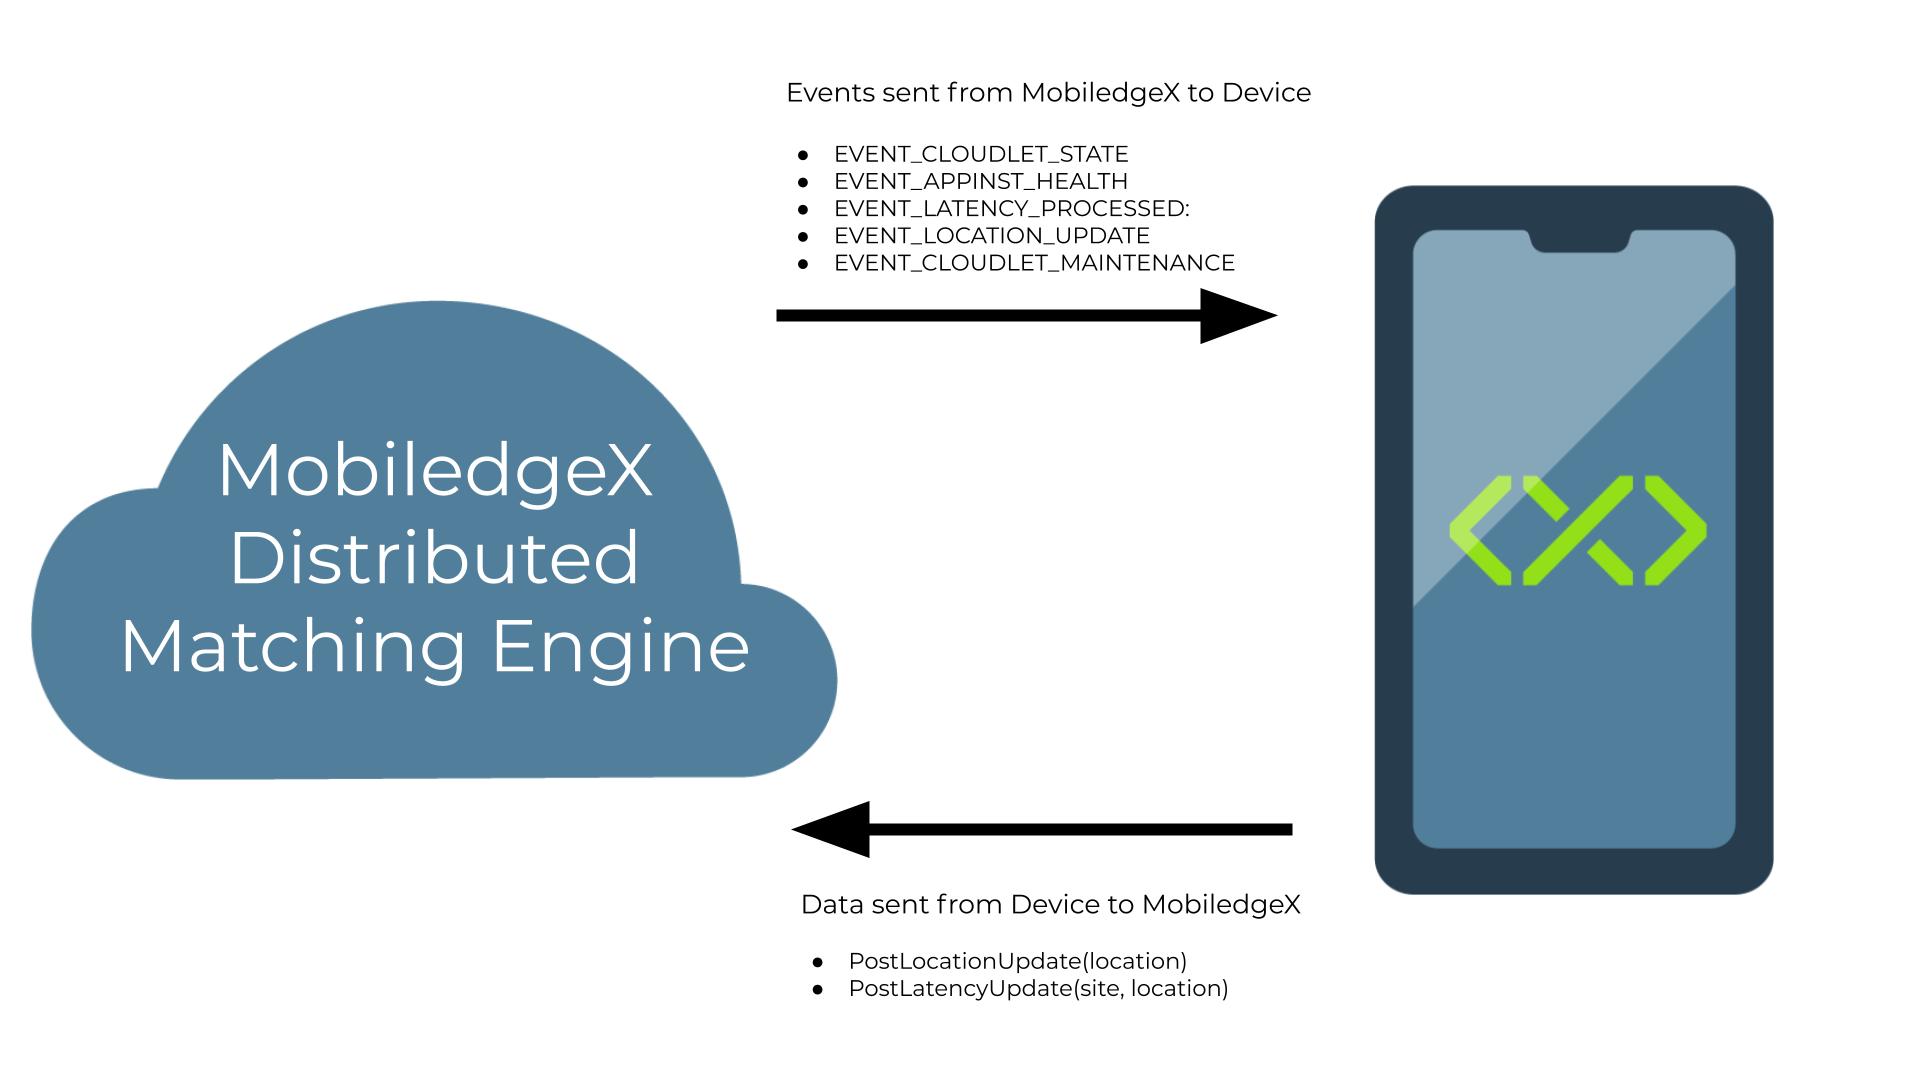 Events sent from MobiledgeX to Device
● EVENT_CLOUDLET_STATE
● EVENT_APPINST_HEALTH
● EVENT_LATENCY_PROCESSED:
● EVENT_LOCATION_UPDATE
● EVENT_CLOUDLET_MAINTENANCE
MobiledgeX
Distributed
Matching Engine
Data sent from Device to MobiledgeX
● PostLocationUpdate(location)
● PostLatencyUpdate(site, location)